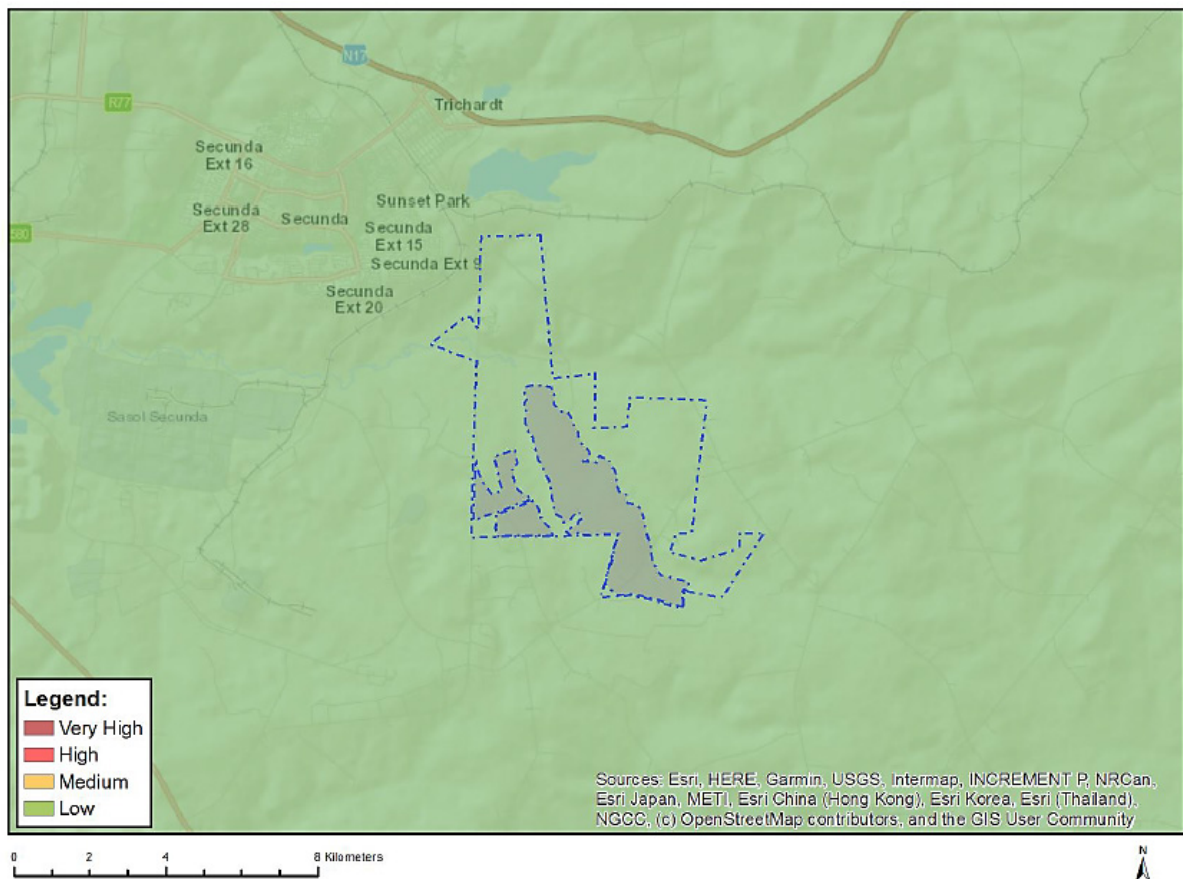 N17
R77
Trichardt
Secunda
Ext 16
Sunset Park
Secunda
Ext 28
Secunda
Secunda
Ext 15
580
Secunda Ext 9
Secunda
Ext 20
Sasol Secunda
Legend:
Very High
High
Medium
Low
Sources: Esri, HERE, Garmin, USGS, Intermap, INCREMENT P, NRCan,
Esri Japan, METI, Esri China (Hong Kong), Esri Korea, Esri (Thailand),
NGCC, (c) OpenStreetMap contributors, and the GIS User Community
0 2 4 8 Kilometers
N